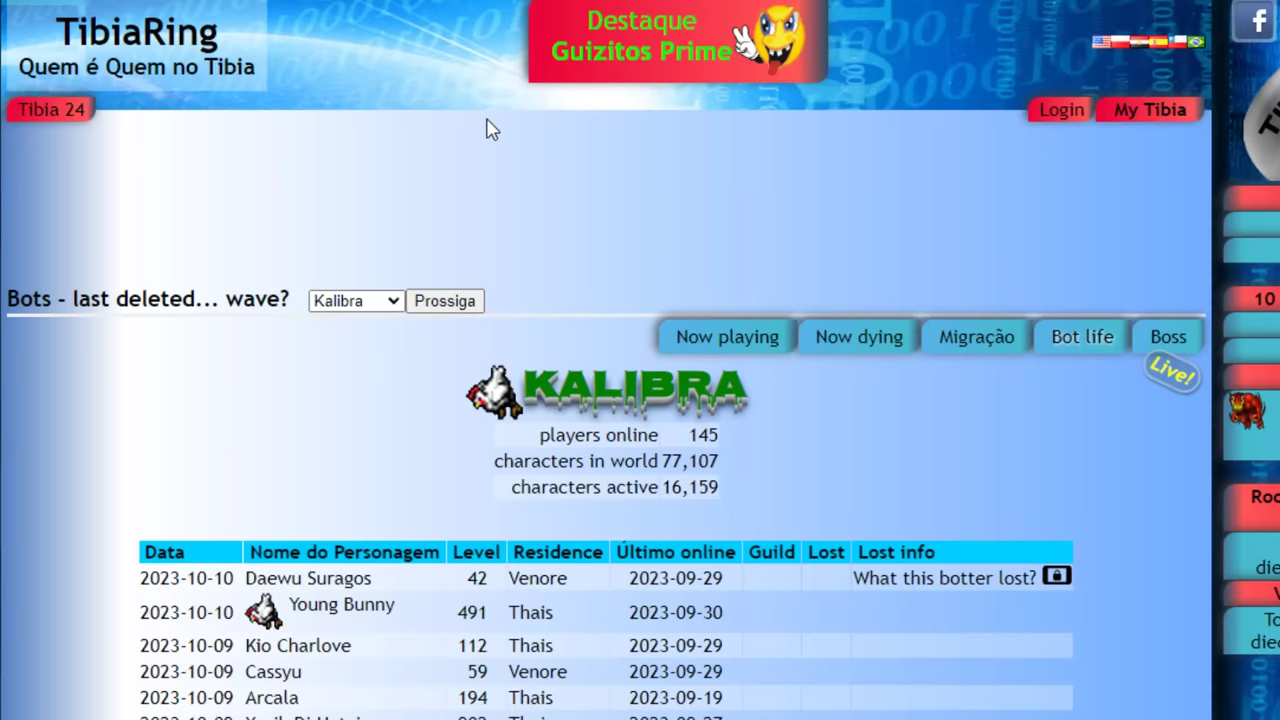 TibiaRing
Quem é Quem no Tibia
Destaque
Guizitos Prime
Tibia 24
Login
My Tibia
Bots - last deleted... wave?
Kalibra
Prossiga
Now playing
Now dying
Migração
Bot life
Boss
Live!
KALIBRA
players online 145
characters in world 77,107
characters active 16,159
10
Data Nome do Personagem Level Residence Último online Guild Lost Lost info
2023-10-10 Daewu Suragos 42 Venore 2023-09-29 What this botter lost?
2023-10-10 Young Bunny 491 Thais 2023-09-30
2023-10-09 Kio Charlove 112 Thais 2023-09-29
2023-10-09 Cassyu 59 Venore 2023-09-29
2023-10-09 Arcala 194 Thais 2023-09-19